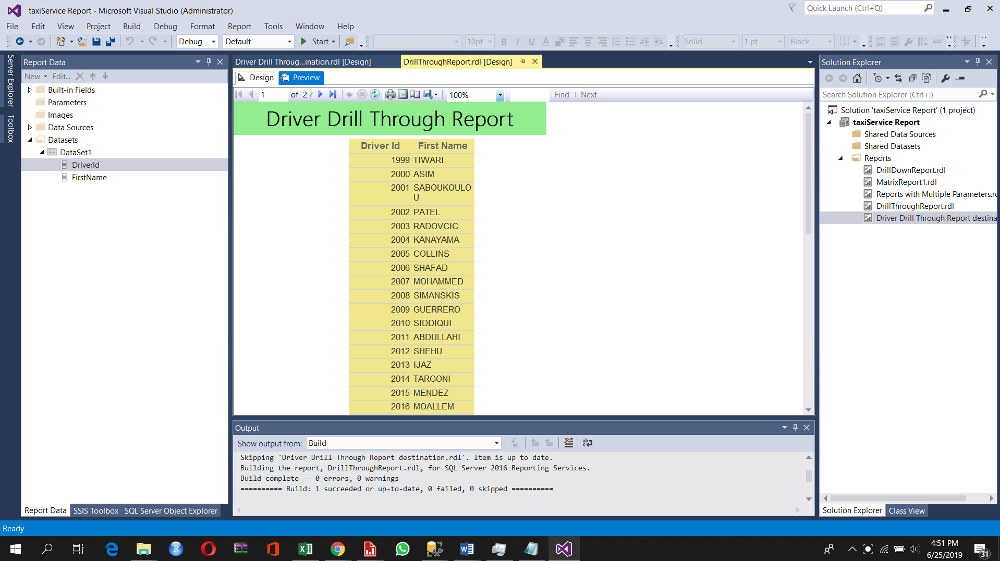 taxiService Report - Microsoft Visual Studio (Administrator)
Quick Launch (Ctrl+Q)
File Edit View Project Build Debug Format Report Tools Window Help
Debug Default Start 10pt Solid 1 pt Black
Server Explorer
Toolbox
Report Data
New Edit...
Built-in Fields
Parameters
Images
Data Sources
Datasets
DataSet1
DriverId
FirstName
Report Data SSIS Toolbox SQL Server Object Explorer
Driver Drill Throug...ination.rdl [Design] DrillThroughReport.rdl [Design]
Design Preview
1 of 2 ? 100% Find Next
Driver Drill Through Report
Driver Id First Name
1999 TIWARI
2000 ASIM
2001 SABOUKOULO
U
2002 PATEL
2003 RADOVCIC
2004 KANAYAMA
2005 COLLINS
2006 SHAFAD
2007 MOHAMMED
2008 SIMANSKIS
2009 GUERRERO
2010 SIDDIQUI
2011 ABDULLAHI
2012 SHEHU
2013 IJAZ
2014 TARGONI
2015 MENDEZ
2016 MOALLEM
Output
Show output from: Build
Skipping 'Driver Drill Through Report destination.rdl'. Item is up to date.
Building the report, DrillThroughReport.rdl, for SQL Server 2016 Reporting Services.
Build complete -- 0 errors, 0 warnings
========== Build: 1 succeeded or up-to-date, 0 failed, 0 skipped ==========
Solution Explorer
Search Solution Explorer (Ctrl+;)
Solution 'taxiService Report' (1 project)
taxiService Report
Shared Data Sources
Shared Datasets
Reports
DrillDownReport.rdl
MatrixReport1.rdl
Reports with Multiple Parameters.rd
DrillThroughReport.rdl
Driver Drill Through Report destina
Solution Explorer Class View
Ready
4:51 PM
6/25/2019
31